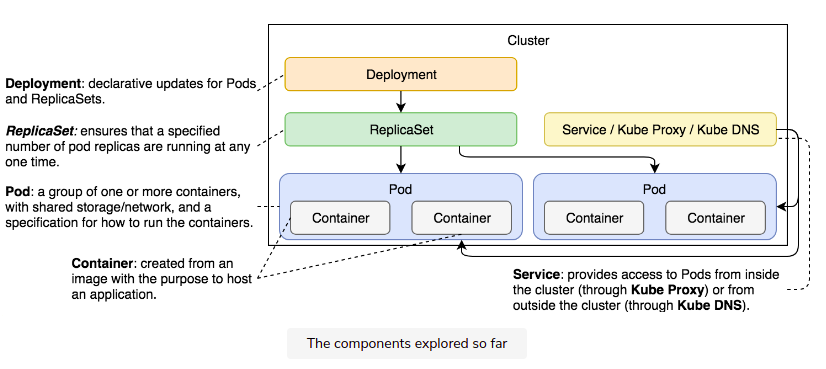 Cluster
Deployment: declarative updates for Pods
and ReplicaSets.
Deployment
ReplicaSet: ensures that a specified
number of pod replicas are running at any
one time.
ReplicaSet
Service / Kube Proxy / Kube DNS
Pod: a group of one or more containers,
with shared storage/network, and a
specification for how to run the containers.
Pod
Container
Container
Pod
Container
Container
Container: created from an
image with the purpose to host
an application.
Service: provides access to Pods from inside
the cluster (through Kube Proxy) or from
outside the cluster (through Kube DNS).
The components explored so far